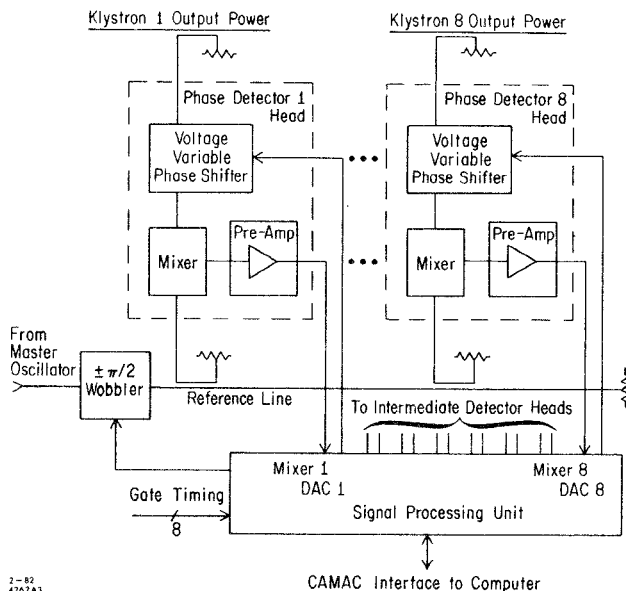 Klystron 1 Output Power
Klystron 8 Output Power
Phase Detector 1
Head
Phase Detector 8
Head
Voltage
Variable
Phase Shifter
Voltage
Variable
Phase Shifter
Mixer
Pre-Amp
Mixer
Pre-Amp
From
Master
Oscillator
±π/2
Wobbler
Reference Line
To Intermediate Detector Heads
Mixer 1
DAC 1
Mixer 8
DAC 8
Gate Timing
8
Signal Processing Unit
CAMAC Interface to Computer
2-82
4262A3